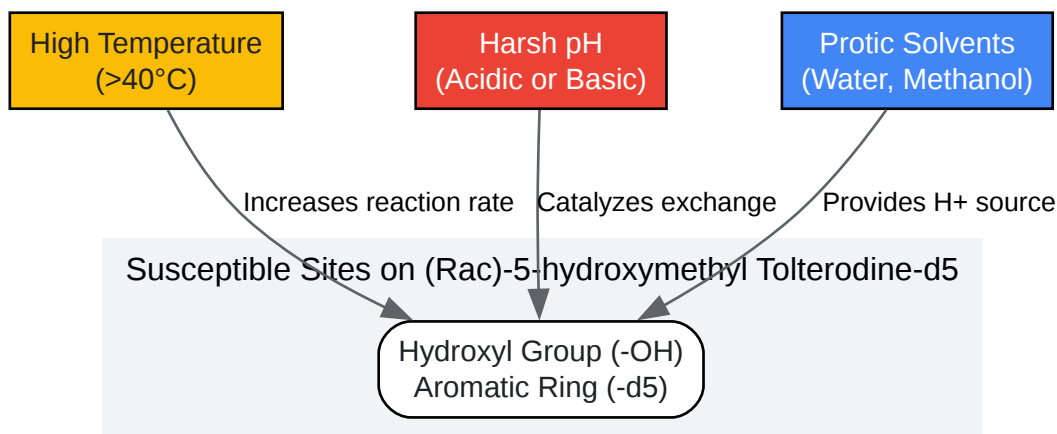 High Temperature
(>40°C)
Harsh pH
(Acidic or Basic)
Protic Solvents
(Water, Methanol)
Increases reaction rate
Catalyzes exchange
Provides H+ source
Susceptible Sites on (Rac)-5-hydroxymethyl Tolterodine-d5
Hydroxyl Group (-OH)
Aromatic Ring (-d5)